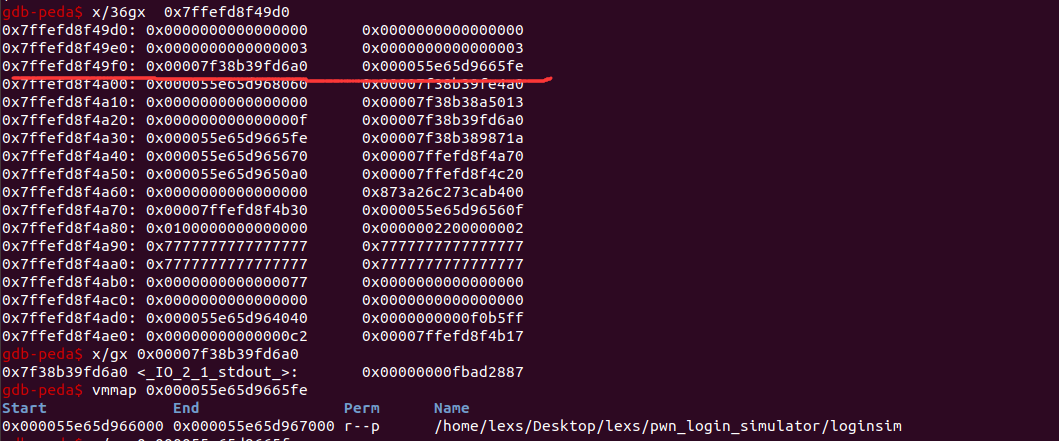 gdb-peda$ x/36gx  0x7ffefd8f49d0
0x7ffefd8f49d0: 0x0000000000000000      0x0000000000000000
0x7ffefd8f49e0: 0x0000000000000003      0x0000000000000003
0x7ffefd8f49f0: 0x00007f38b39fd6a0      0x000055e65d9665fe
0x7ffefd8f4a00: 0x000055e65d968060      0x00007f38b39fe4a0
0x7ffefd8f4a10: 0x0000000000000000      0x00007f38b38a5013
0x7ffefd8f4a20: 0x000000000000000f      0x00007f38b39fd6a0
0x7ffefd8f4a30: 0x000055e65d9665fe      0x00007f38b389871a
0x7ffefd8f4a40: 0x000055e65d965670      0x00007ffefd8f4a70
0x7ffefd8f4a50: 0x000055e65d9650a0      0x00007ffefd8f4c20
0x7ffefd8f4a60: 0x0000000000000000      0x873a26c273cab400
0x7ffefd8f4a70: 0x00007ffefd8f4b30      0x000055e65d96560f
0x7ffefd8f4a80: 0x0100000000000000      0x0000002200000002
0x7ffefd8f4a90: 0x7777777777777777      0x7777777777777777
0x7ffefd8f4aa0: 0x7777777777777777      0x7777777777777777
0x7ffefd8f4ab0: 0x0000000000000077      0x0000000000000000
0x7ffefd8f4ac0: 0x0000000000000000      0x0000000000000000
0x7ffefd8f4ad0: 0x000055e65d964040      0x0000000000f0b5ff
0x7ffefd8f4ae0: 0x00000000000000c2      0x00007ffefd8f4b17
gdb-peda$ x/gx 0x00007f38b39fd6a0
0x7f38b39fd6a0 <_IO_2_1_stdout_>:       0x00000000fbad2887
gdb-peda$ vmmap 0x000055e65d9665fe
Start              End                Perm      Name
0x000055e65d966000 0x000055e65d967000 r--p      /home/lexs/Desktop/lexs/pwn_login_simulator/loginsim